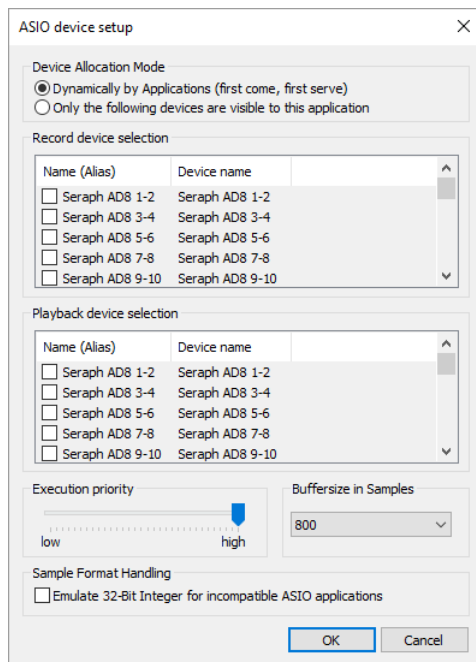 ASIO device setup
Device Allocation Mode
Dynamically by Applications (first come, first serve)
Only the following devices are visible to this application
Record device selection
Name (Alias) Device name
Seraph AD8 1-2 Seraph AD8 1-2
Seraph AD8 3-4 Seraph AD8 3-4
Seraph AD8 5-6 Seraph AD8 5-6
Seraph AD8 7-8 Seraph AD8 7-8
Seraph AD8 9-10 Seraph AD8 9-10
Playback device selection
Name (Alias) Device name
Seraph AD8 1-2 Seraph AD8 1-2
Seraph AD8 3-4 Seraph AD8 3-4
Seraph AD8 5-6 Seraph AD8 5-6
Seraph AD8 7-8 Seraph AD8 7-8
Seraph AD8 9-10 Seraph AD8 9-10
Execution priority Buffersize in Samples
800
low high
Sample Format Handling
Emulate 32-Bit Integer for incompatible ASIO applications
OK Cancel